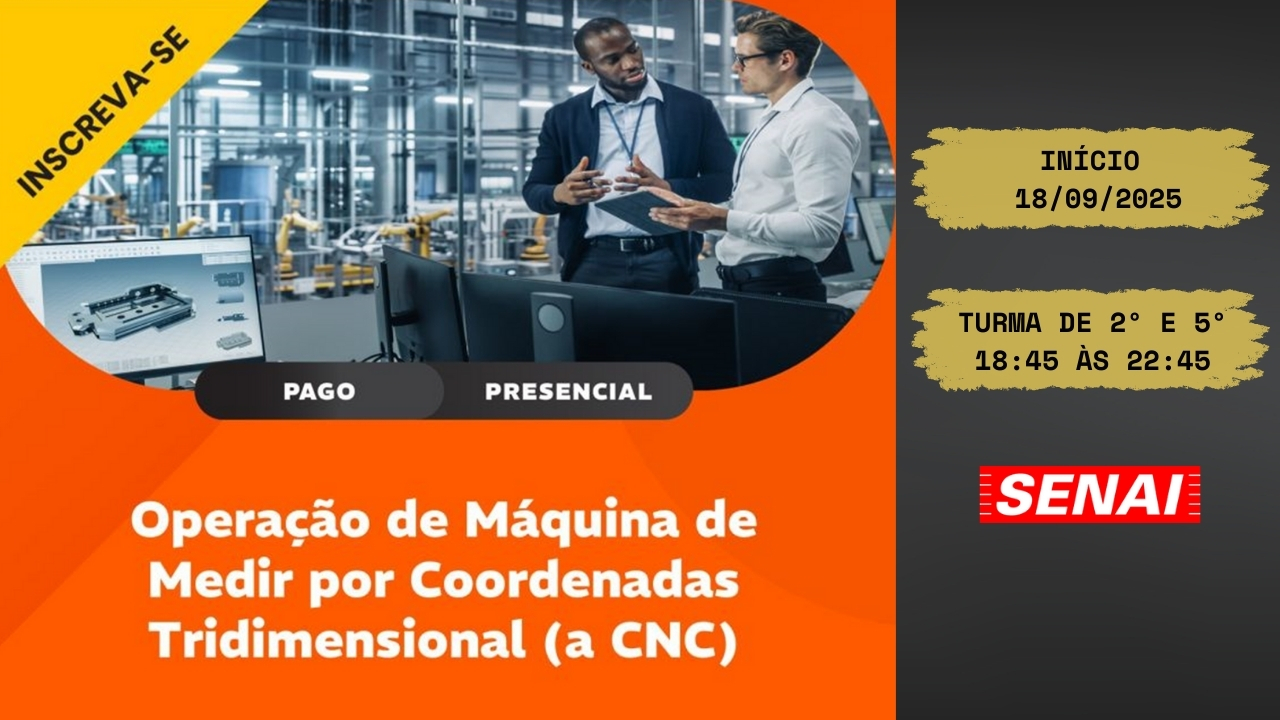 INSCREVA-SE
PAGO
PRESENCIAL
Operação de Máquina de
Medir por Coordenadas
Tridimensional (a CNC)
INÍCIO
18/09/2025
TURMA DE 2° E 5°
18:45 ÀS 22:45
SENAI